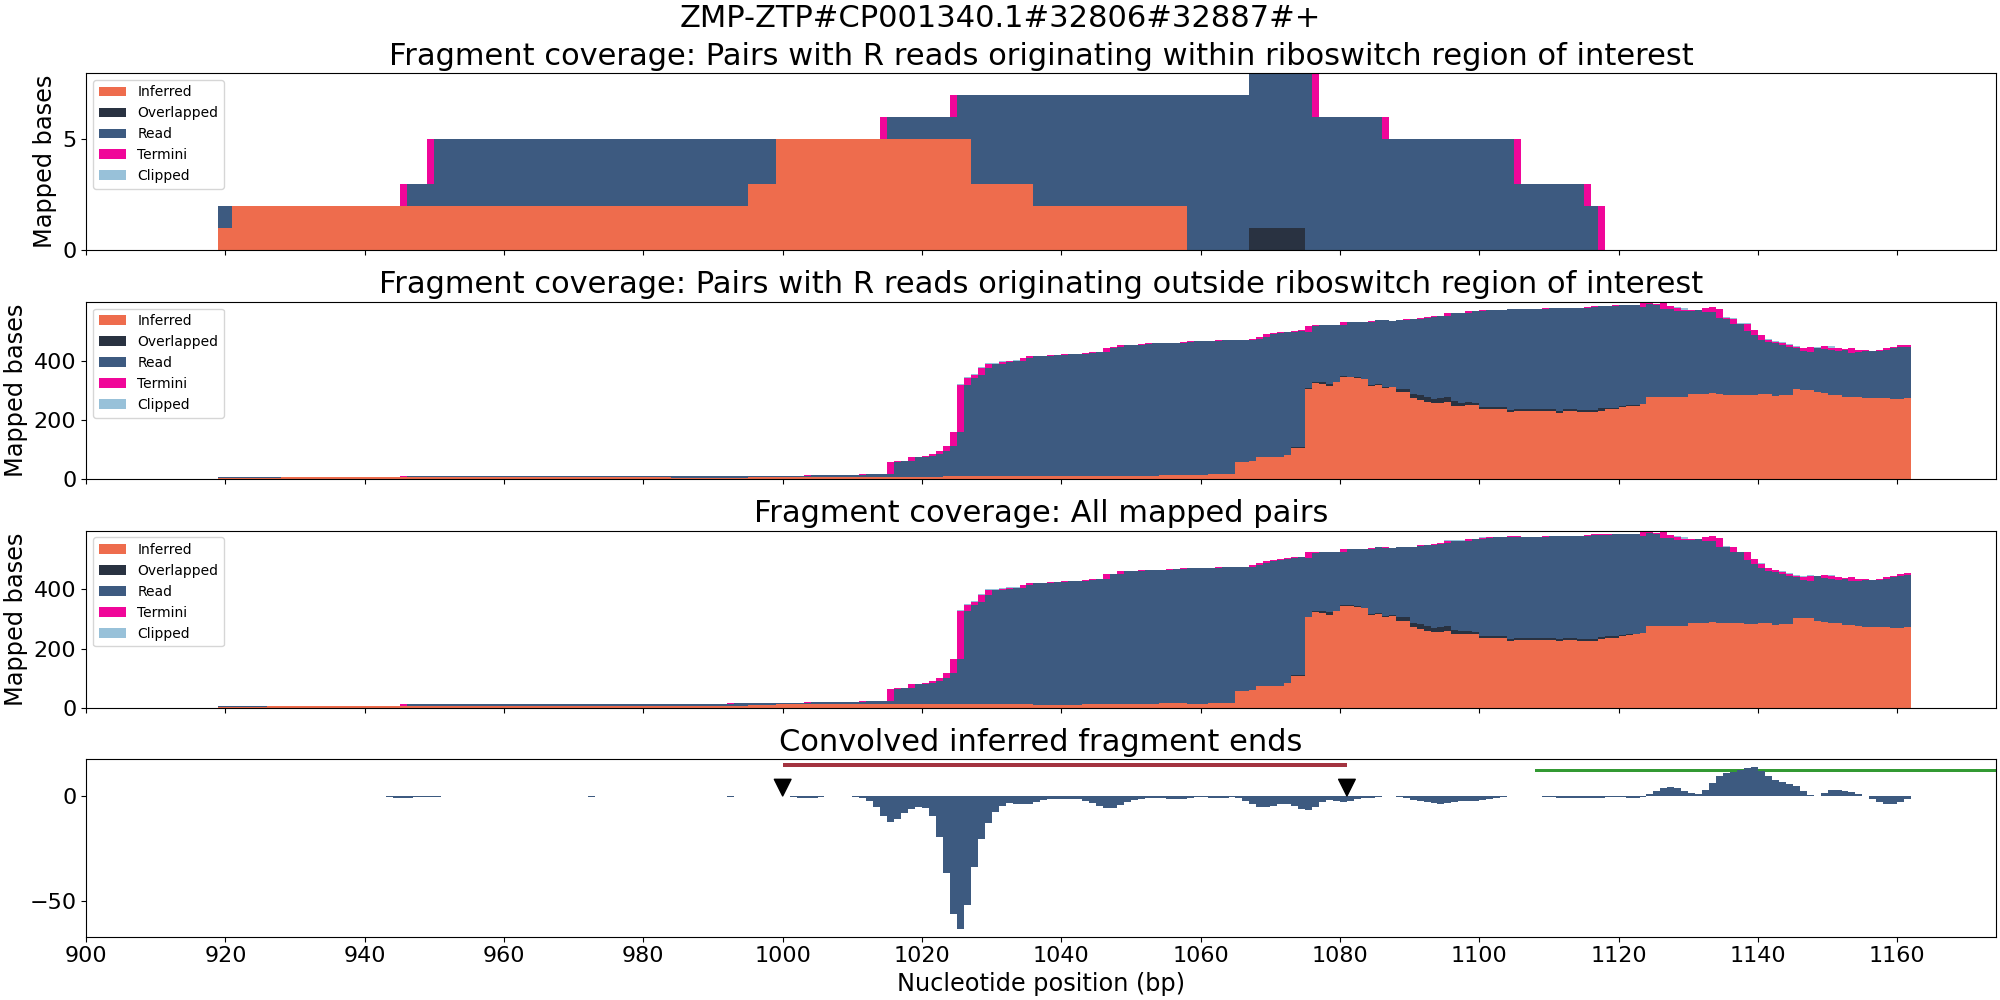 ZMP-ZTP#CP001340.1#32806#32887#+
Fragment coverage: Pairs with R reads originating within riboswitch region of interest
Mapped bases
5
0
Inferred
Overlapped
Read
Termini
Clipped
Fragment coverage: Pairs with R reads originating outside riboswitch region of interest
Mapped bases
400
200
0
Inferred
Overlapped
Read
Termini
Clipped
Fragment coverage: All mapped pairs
Mapped bases
400
200
0
Inferred
Overlapped
Read
Termini
Clipped
Convolved inferred fragment ends
0
−50
900 920 940 960 980 1000 1020 1040 1060 1080 1100 1120 1140 1160
Nucleotide position (bp)